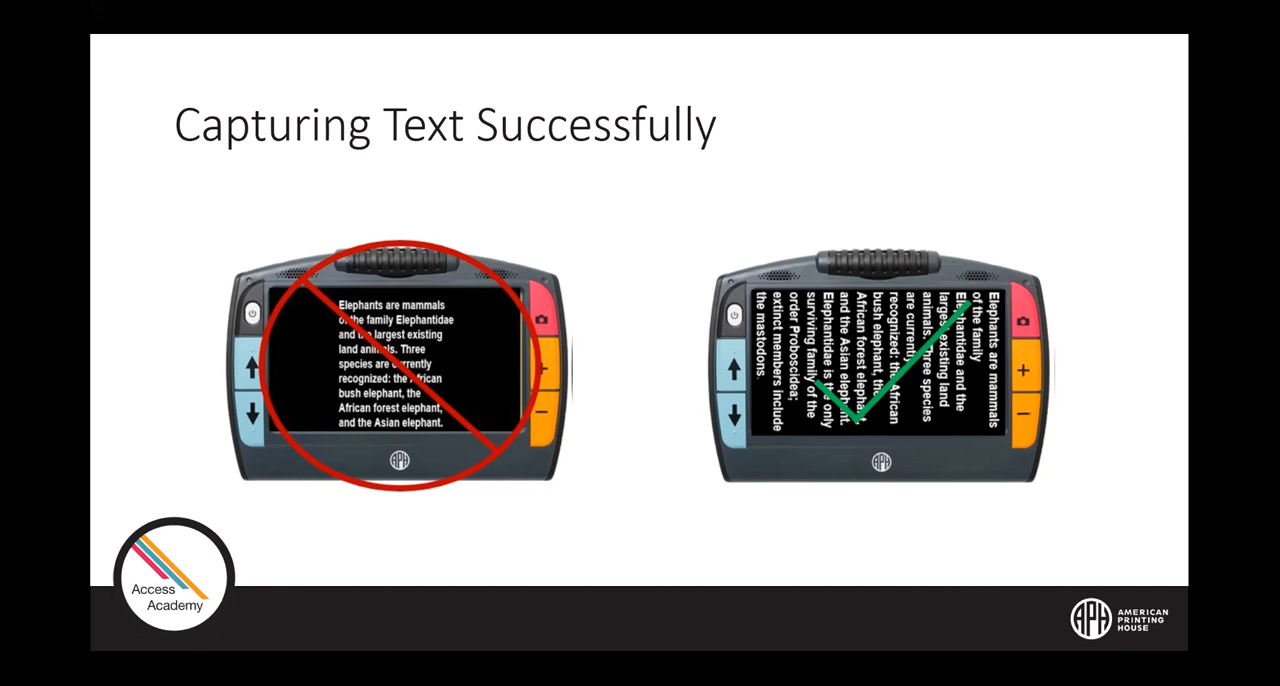 Capturing Text Successfully
Elephants are mammals
of the family Elephantidae
and the largest existing
land animals. Three
species are currently
recognized: the African
bush elephant, the
African forest elephant,
and the Asian elephant.
APH
Elephants are mammals
of the family
Elephantidae and the
largest existing land
animals. Three species
are currently
recognized: the African
bush elephant, the
African forest elephant,
and the Asian elephant.
Elephantidae is the only
surviving family of the
order Proboscidea;
extinct members include
the mastodons.
+
−
APH
Access
Academy
APH
AMERICAN
PRINTING
HOUSE